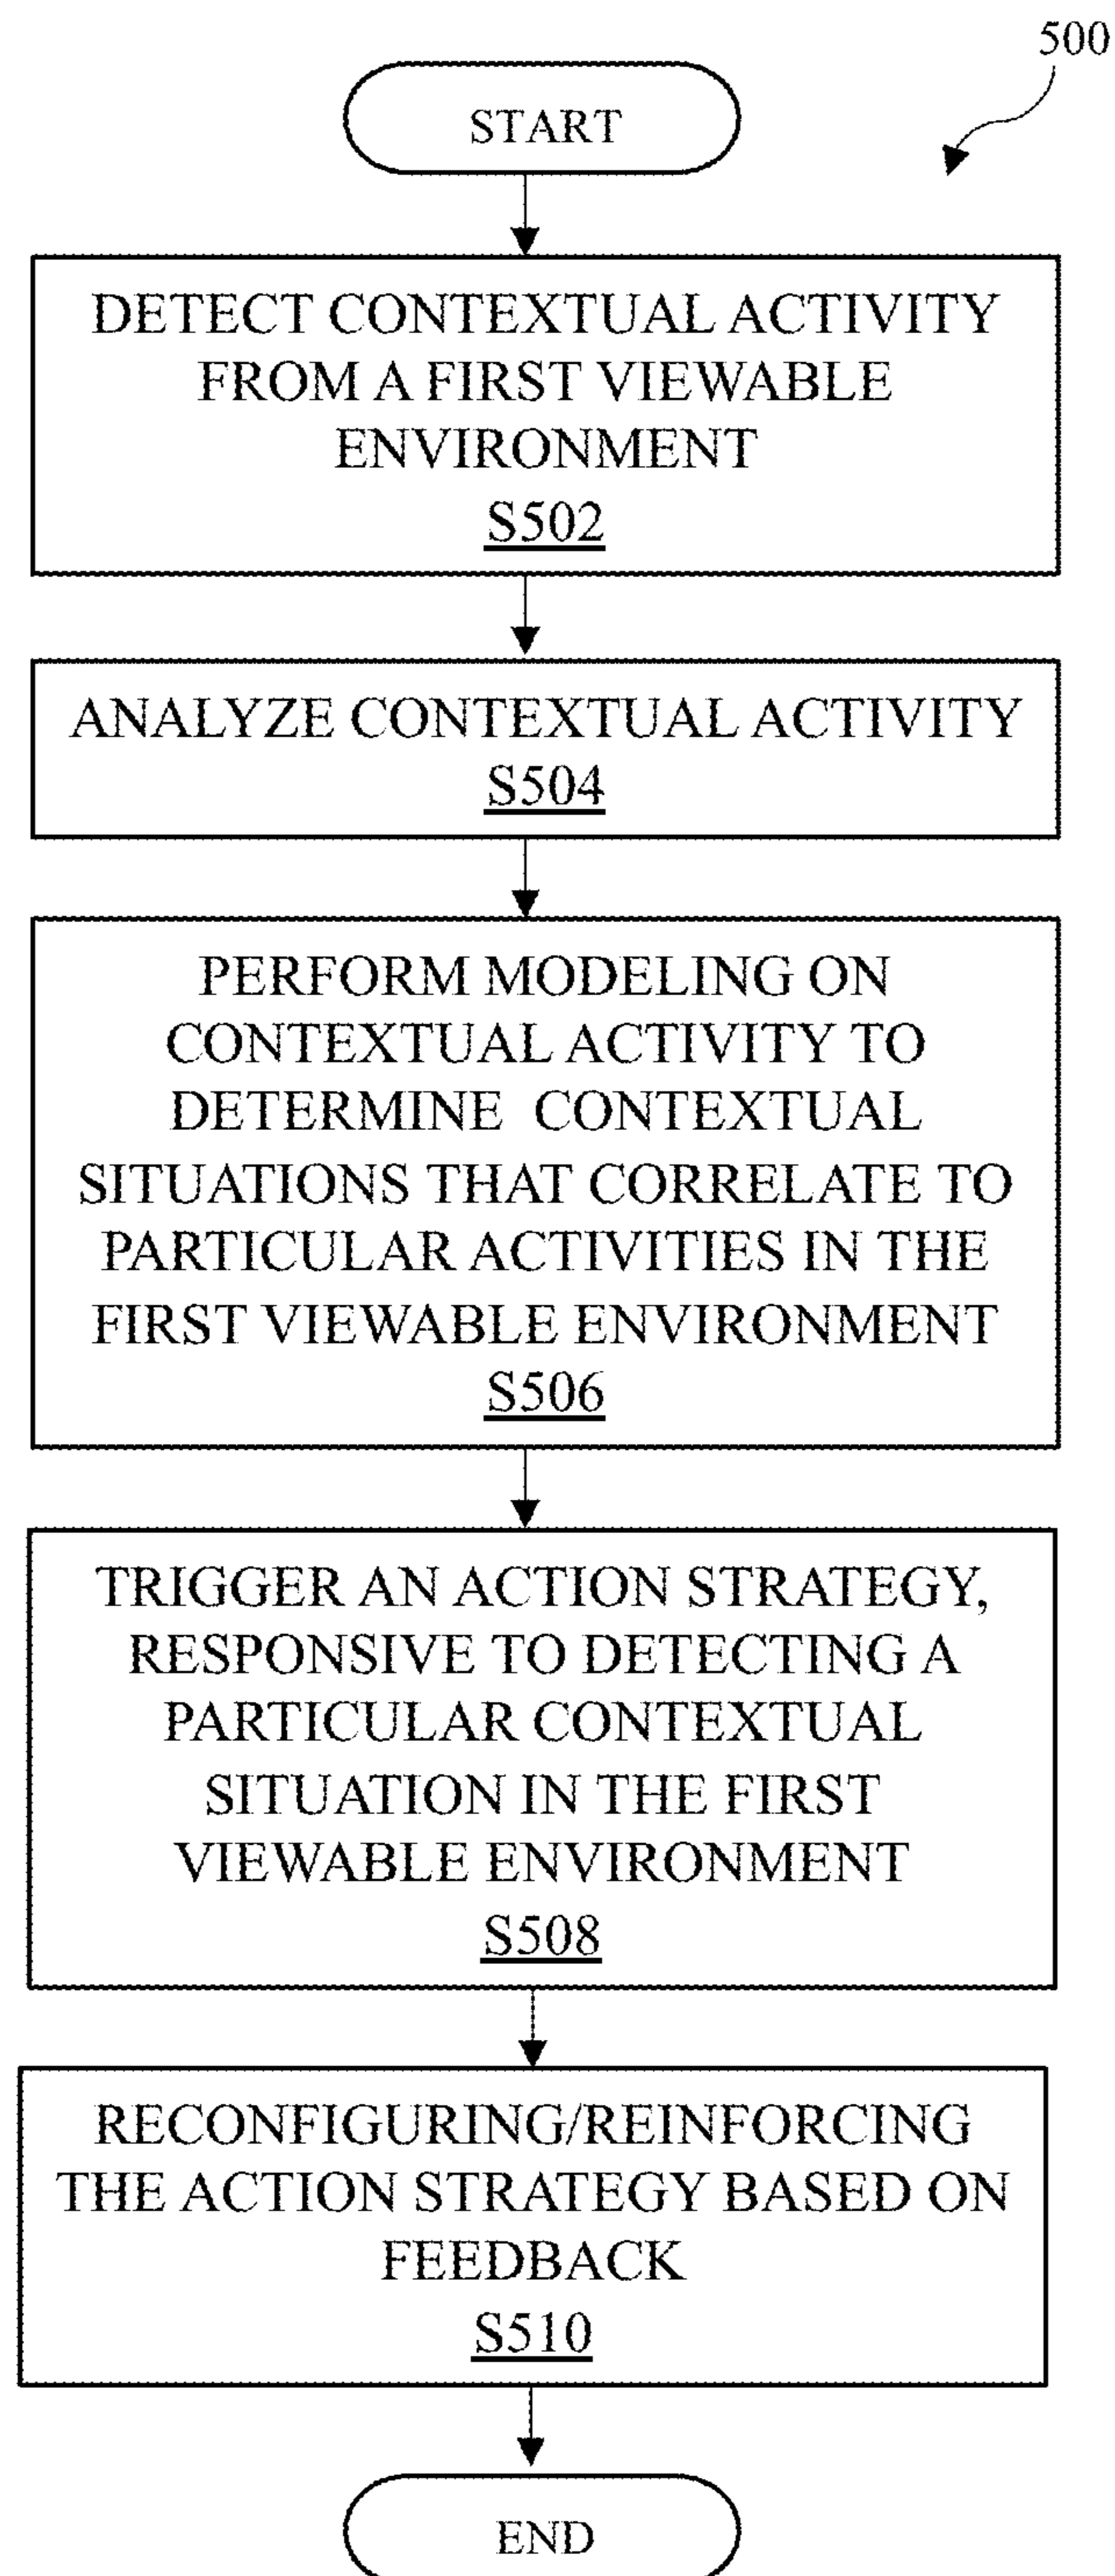 500
START
DETECT CONTEXTUAL ACTIVITY
FROM A FIRST VIEWABLE
ENVIRONMENT
S502
ANALYZE CONTEXTUAL ACTIVITY
S504
PERFORM MODELING ON
CONTEXTUAL ACTIVITY TO
DETERMINE CONTEXTUAL
SITUATIONS THAT CORRELATE TO
PARTICULAR ACTIVITIES IN THE
FIRST VIEWABLE ENVIRONMENT
S506
TRIGGER AN ACTION STRATEGY,
RESPONSIVE TO DETECTING A
PARTICULAR CONTEXTUAL
SITUATION IN THE FIRST
VIEWABLE ENVIRONMENT
S508
RECONFIGURING/REINFORCING
THE ACTION STRATEGY BASED ON
FEEDBACK
S510
END